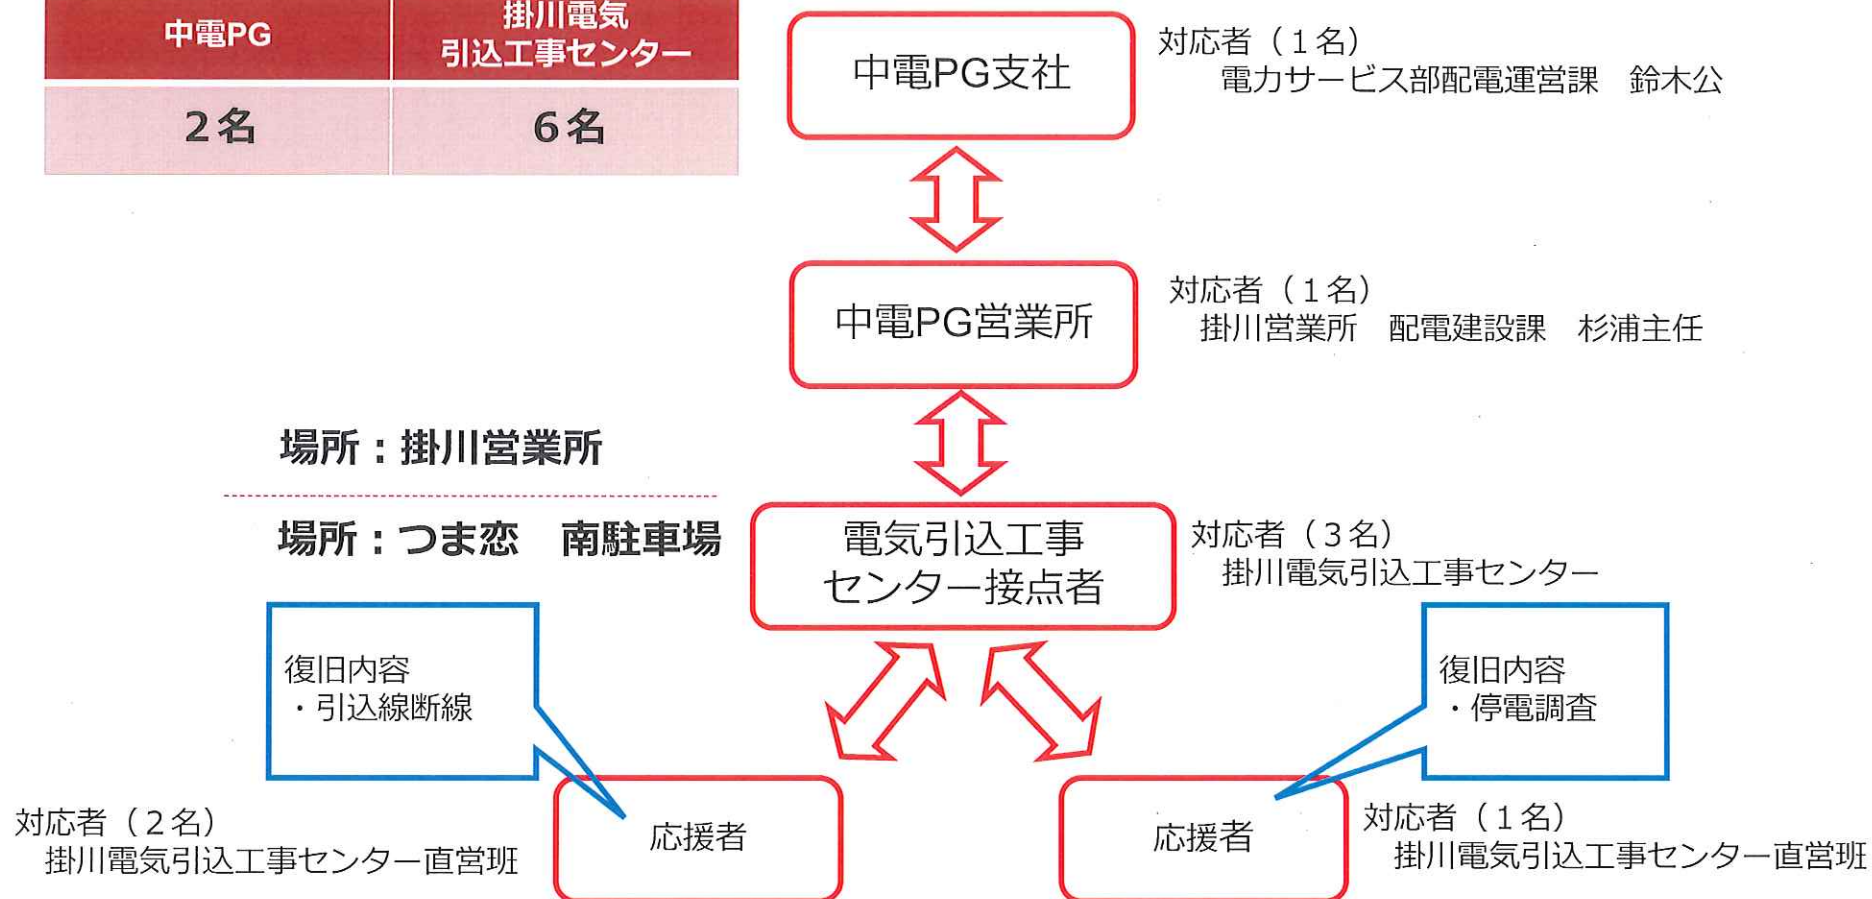 中電PG
掛川電気
引込工事センター
２名
６名
中電PG支社
対応者（１名）
電力サービス部配電運営課　鈴木公
中電PG営業所
対応者（１名）
掛川営業所　配電建設課　杉浦主任
場所：掛川営業所
場所：つま恋　南駐車場
電気引込工事
センター接点者
対応者（３名）
掛川電気引込工事センター
復旧内容
・引込線断線
復旧内容
・停電調査
対応者（２名）
掛川電気引込工事センター直営班
応援者
応援者
対応者（１名）
掛川電気引込工事センター直営班